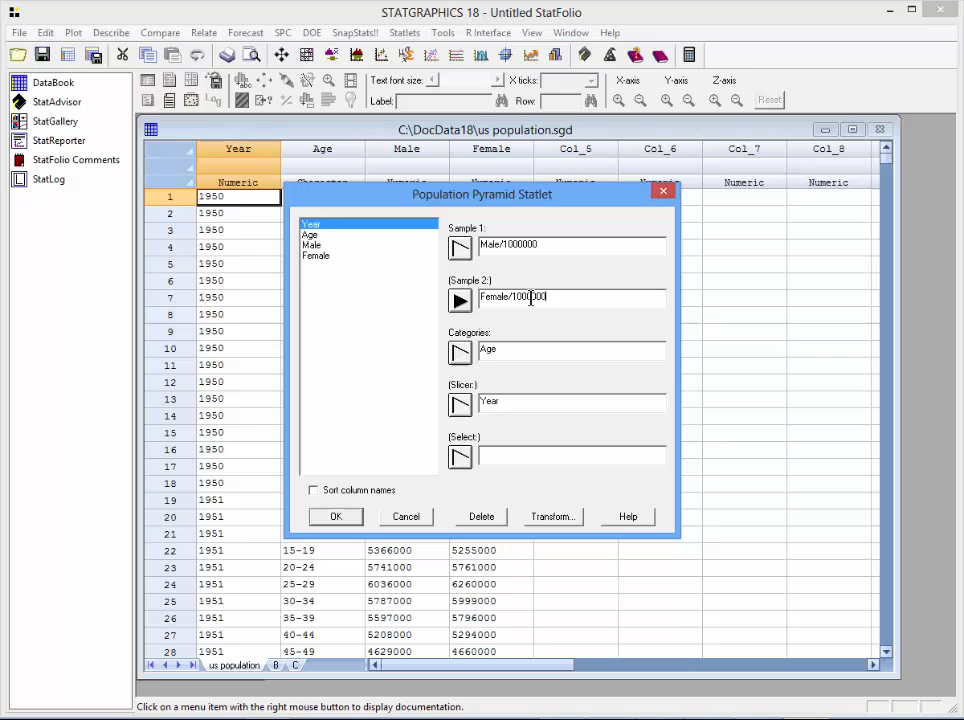 STATGRAPHICS 18 - Untitled StatFolio
File Edit Plot Describe Compare Relate Forecast SPC DOE SnapStats!! Statlets Tools R Interface View Window Help
Text font size: X ticks: X-axis Y-axis Z-axis
Label: Row: Reset
DataBook
StatAdvisor
StatGallery
StatReporter
StatFolio Comments
StatLog
C:\DocData18\us population.sgd
Year Age Male Female Col_5 Col_6 Col_7 Col_8
Numeric Character Numeric Numeric Numeric Numeric Numeric Numeric
1 1950
2 1950
3 1950
4 1950
5 1950
6 1950
7 1950
8 1950
9 1950
10 1950
11 1950
12 1950
13 1950
14 1950
15 1950
16 1950
17 1950
18 1950
19 1951
20 1951
21 1951
22 1951 15-19 5366000 5255000
23 1951 20-24 5741000 5761000
24 1951 25-29 6036000 6260000
25 1951 30-34 5787000 5999000
26 1951 35-39 5597000 5796000
27 1951 40-44 5208000 5294000
28 1951 45-49 4629000 4660000
us population B C
Population Pyramid Statlet
Year
Age
Male
Female
Sample 1:
Male/1000000
(Sample 2:)
Female/1000000
Categories:
Age
(Slicer:)
Year
(Select:)
Sort column names
OK Cancel Delete Transform... Help
Click on a menu item with the right mouse button to display documentation.